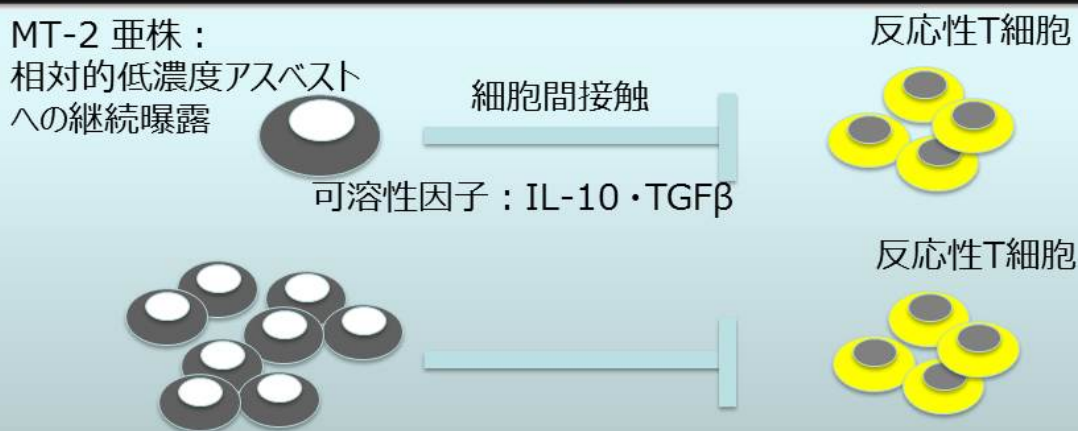 MT-2 亜株：
相対的低濃度アスベスト
への継続曝露
反応性T細胞
細胞間接触
可溶性因子：IL-10・TGFβ
反応性T細胞